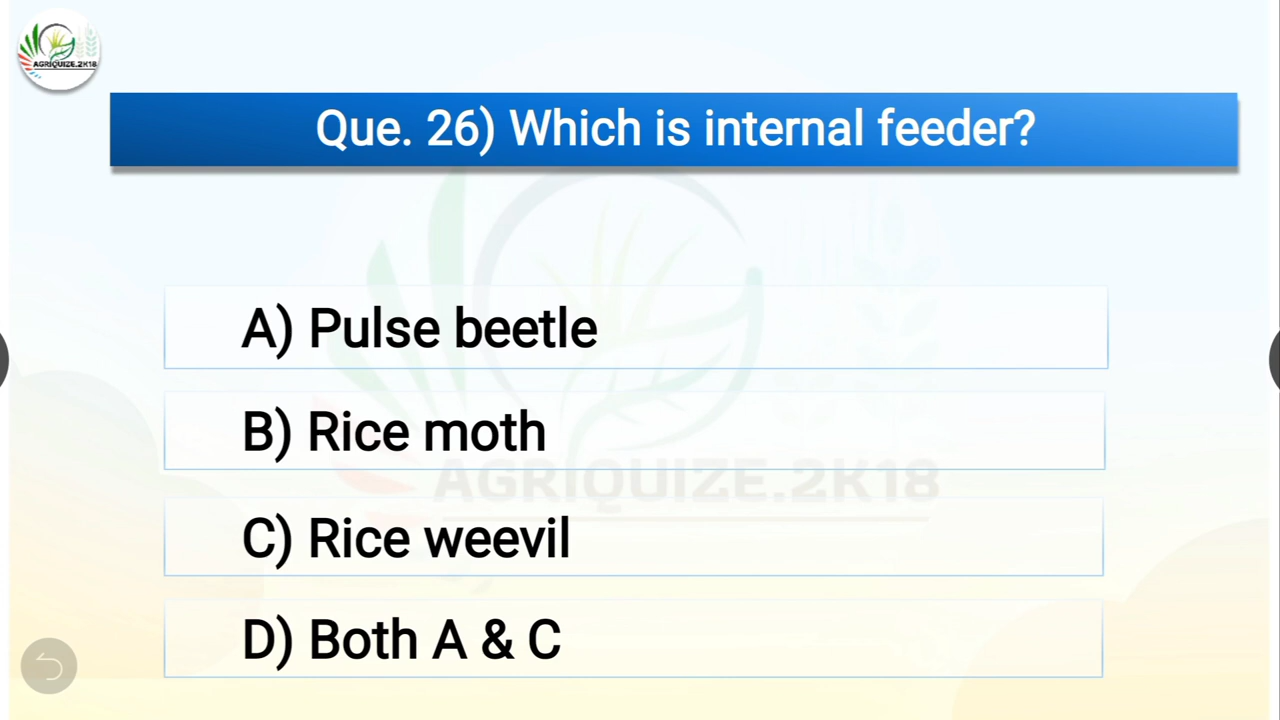 AGRIQUIZE.2K18
Que. 26) Which is internal feeder?
A) Pulse beetle
B) Rice moth
AGRIQUIZE.2K18
C) Rice weevil
D) Both A & C